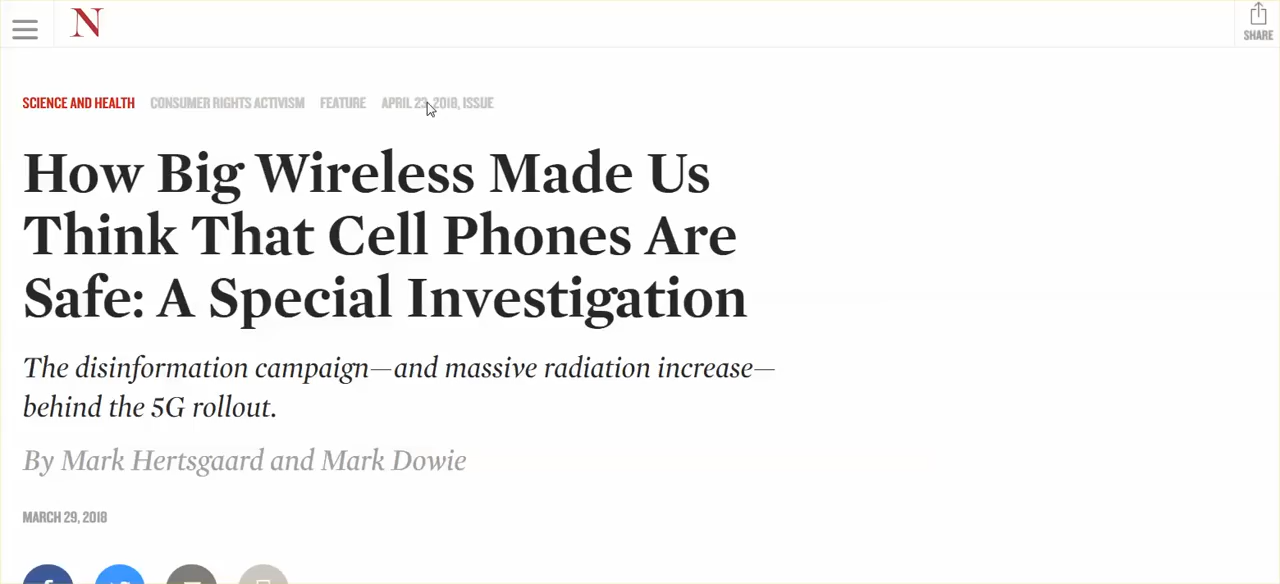 N
SHARE
SCIENCE AND HEALTH CONSUMER RIGHTS ACTIVISM FEATURE APRIL 23, 2018, ISSUE
How Big Wireless Made Us
Think That Cell Phones Are
Safe: A Special Investigation
The disinformation campaign—and massive radiation increase—
behind the 5G rollout.
By Mark Hertsgaard and Mark Dowie
MARCH 29, 2018